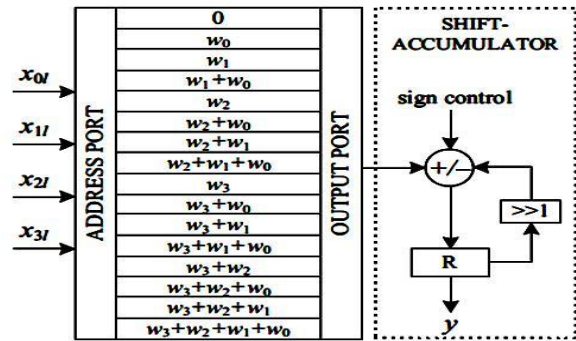 x0l
x1l
x2l
x3l
ADDRESS PORT
0
w0
w1
w1+w0
w2
w2+w0
w2+w1
w2+w1+w0
w3
w3+w0
w3+w1
w3+w1+w0
w3+w2
w3+w2+w0
w3+w2+w1
w3+w2+w1+w0
OUTPUT PORT
SHIFT-
ACCUMULATOR
sign control
+/–
>>1
R
y